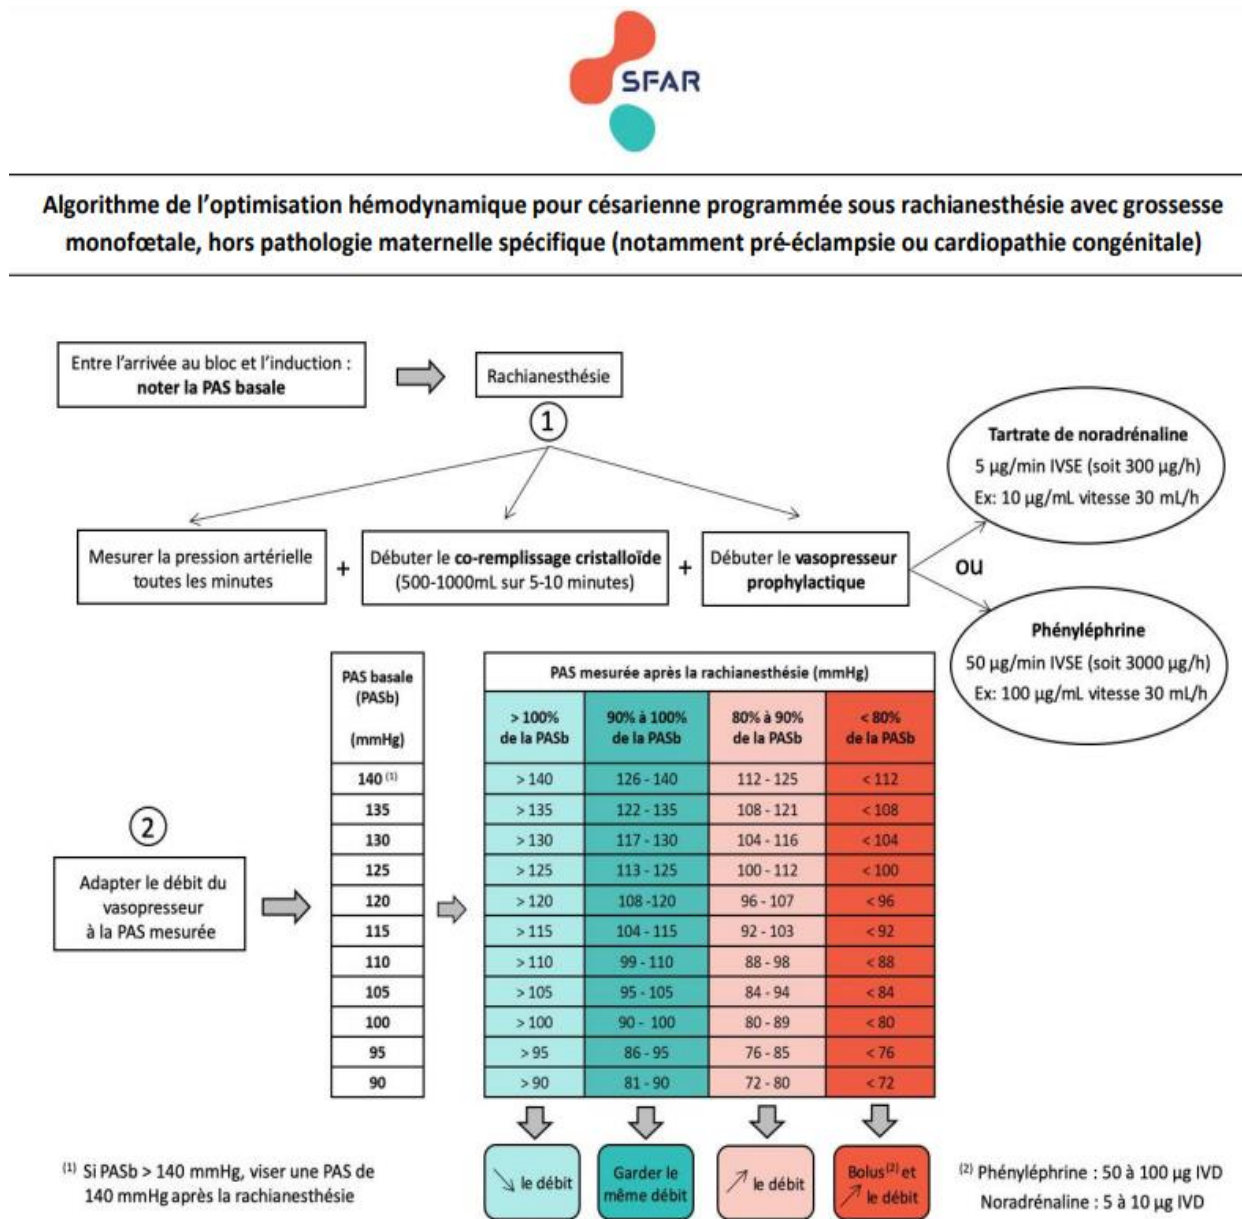 SFAR
Algorithme de l'optimisation hémodynamique pour césarienne programmée sous rachianesthésie avec grossesse
monofœtale, hors pathologie maternelle spécifique (notamment pré-éclampsie ou cardiopathie congénitale)
Entre l'arrivée au bloc et l'induction :
noter la PAS basale
Rachianesthésie
1
Mesurer la pression artérielle
toutes les minutes
+
Débuter le co-remplissage cristalloïde
(500-1000mL sur 5-10 minutes)
+
Débuter le vasopresseur
prophylactique
Tartrate de noradrénaline
5 µg/min IVSE (soit 300 µg/h)
Ex: 10 µg/mL vitesse 30 mL/h
ou
Phényléphrine
50 µg/min IVSE (soit 3000 µg/h)
Ex: 100 µg/mL vitesse 30 mL/h
2
Adapter le débit du
vasopresseur
à la PAS mesurée
PAS basale
(PASb)
(mmHg)
PAS mesurée après la rachianesthésie (mmHg)
> 100%
de la PASb
90% à 100%
de la PASb
80% à 90%
de la PASb
< 80%
de la PASb
140 (1) > 140 126 - 140 112 - 125 < 112
135 > 135 122 - 135 108 - 121 < 108
130 > 130 117 - 130 104 - 116 < 104
125 > 125 113 - 125 100 - 112 < 100
120 > 120 108 -120 96 - 107 < 96
115 > 115 104 - 115 92 - 103 < 92
110 > 110 99 - 110 88 - 98 < 88
105 > 105 95 - 105 84 - 94 < 84
100 > 100 90 - 100 80 - 89 < 80
95 > 95 86 - 95 76 - 85 < 76
90 > 90 81 - 90 72 - 80 < 72
↘ le débit
Garder le
même débit
↗ le débit
Bolus(2) et
↗ le débit
(1) Si PASb > 140 mmHg, viser une PAS de
140 mmHg après la rachianesthésie
(2) Phényléphrine : 50 à 100 µg IVD
Noradrénaline : 5 à 10 µg IVD